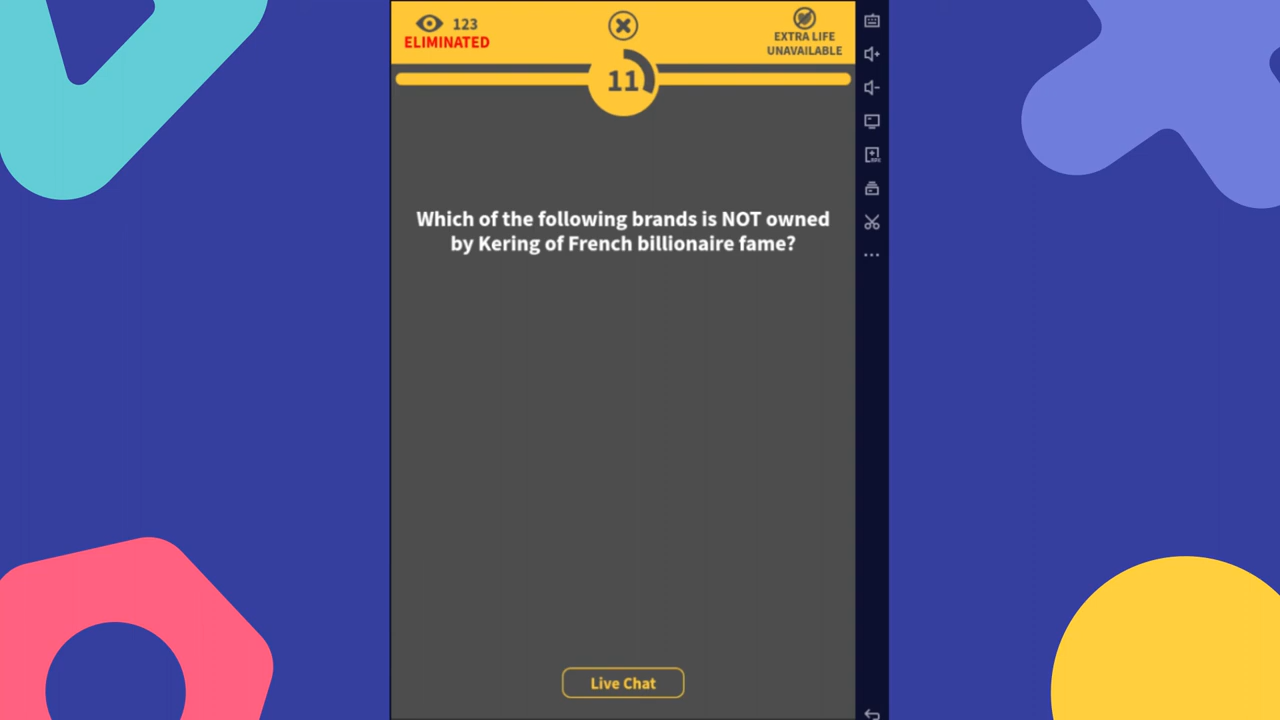 123
ELIMINATED
EXTRA LIFE
UNAVAILABLE
11
Which of the following brands is NOT owned
by Kering of French billionaire fame?
Live Chat